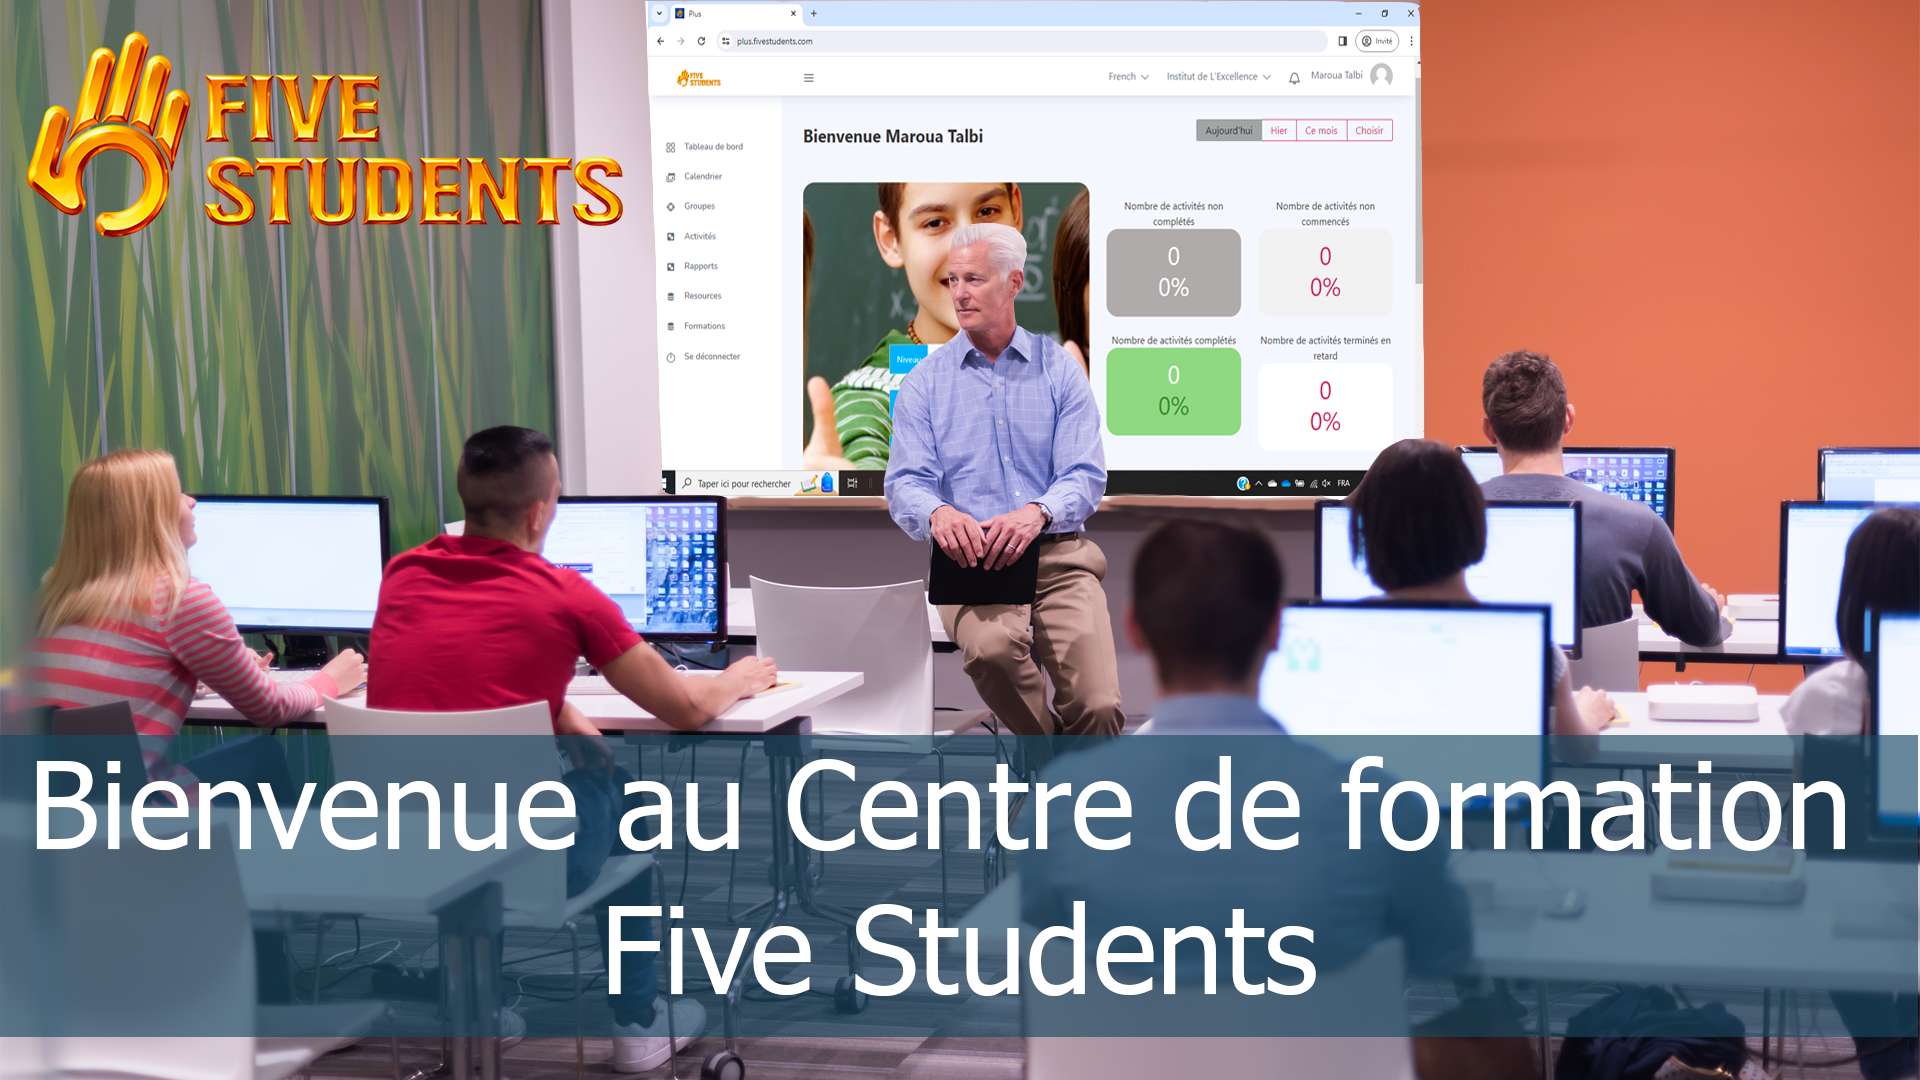 FIVE
STUDENTS
Plus
plus.fivestudents.com
Invité
FIVE
STUDENTS
French
Institut de L'Excellence
Maroua Talbi
Bienvenue Maroua Talbi
Aujourd'hui
Hier
Ce mois
Choisir
Tableau de bord
Calendrier
Groupes
Activités
Rapports
Resources
Formations
Se déconnecter
Nombre de activités non
complétés
0
0%
Nombre de activités non
commencés
0
0%
Nombre de activités complétés
0
0%
Nombre de activités terminés en
retard
0
0%
Taper ici pour rechercher
FRA
Bienvenue au Centre de formation
Five Students